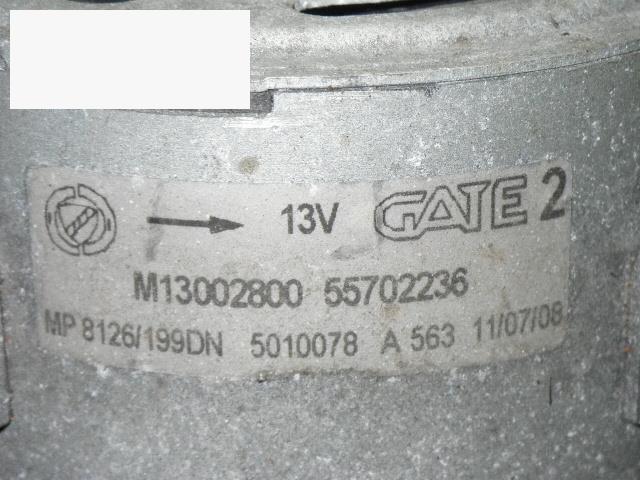 13V GATE 2
M13002800 55702236
MP 8126/199DN 5010078 A 563 11/07/08